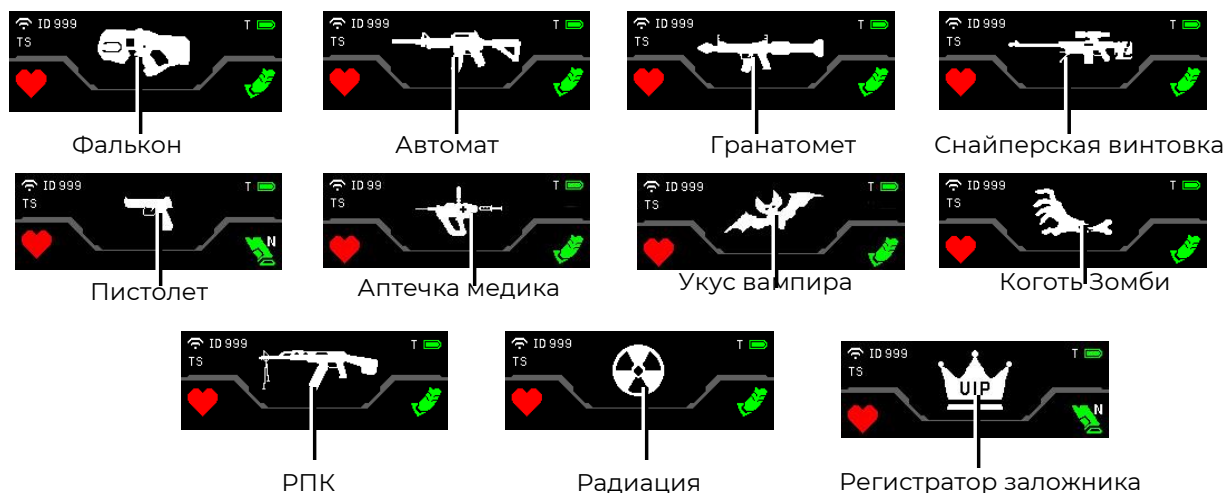 ID 999 T
TS
Фалькон
ID 999 T
TS
Автомат
ID 999 T
TS
Гранатомет
ID 999 T
TS
Снайперская винтовка
ID 999 T
TS
N
Пистолет
ID 99 T
TS
Аптечка медика
ID 999 T
TS
Укус вампира
ID 999 T
TS
Коготь Зомби
ID 999 T
TS
РПК
ID 999 T
TS
Радиация
ID 999 T
TS
UIP
N
Регистратор заложника